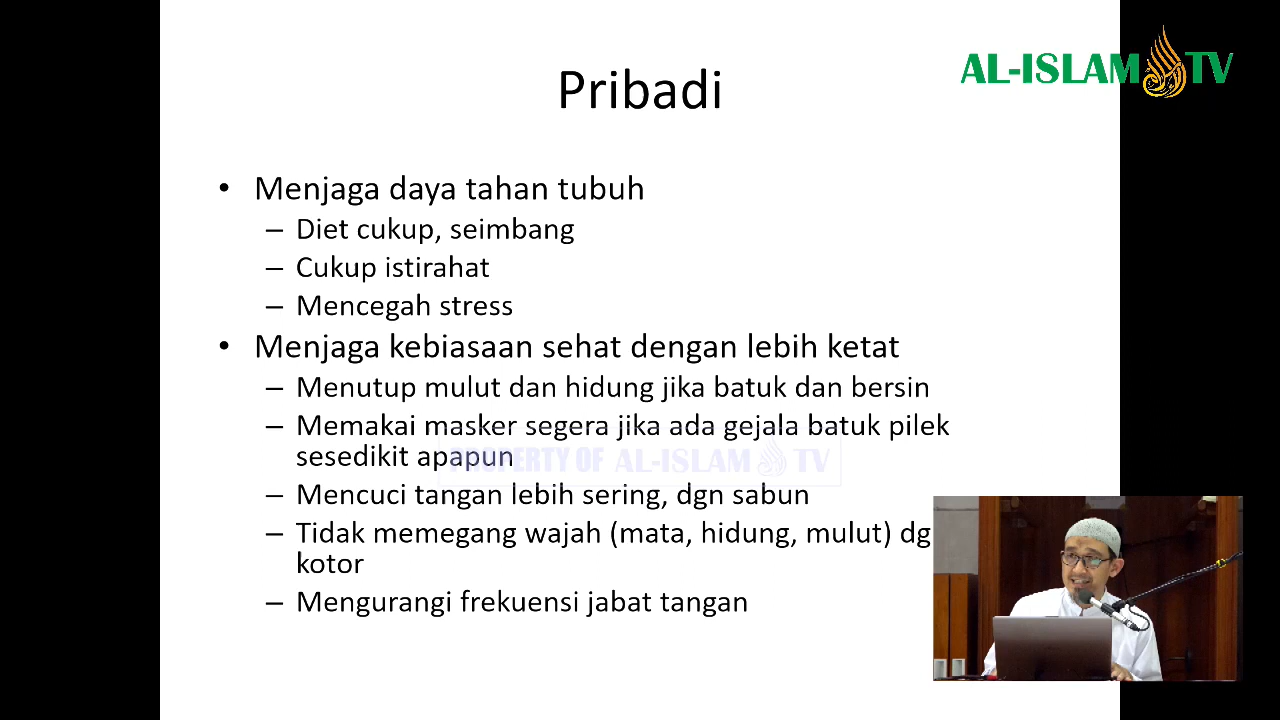 AL-ISLAM TV
Pribadi
• Menjaga daya tahan tubuh
– Diet cukup, seimbang
– Cukup istirahat
– Mencegah stress
• Menjaga kebiasaan sehat dengan lebih ketat
– Menutup mulut dan hidung jika batuk dan bersin
– Memakai masker segera jika ada gejala batuk pilek
sesedikit apapun
PROPERTY OF AL-ISLAM TV
– Mencuci tangan lebih sering, dgn sabun
– Tidak memegang wajah (mata, hidung, mulut) dg
kotor
– Mengurangi frekuensi jabat tangan